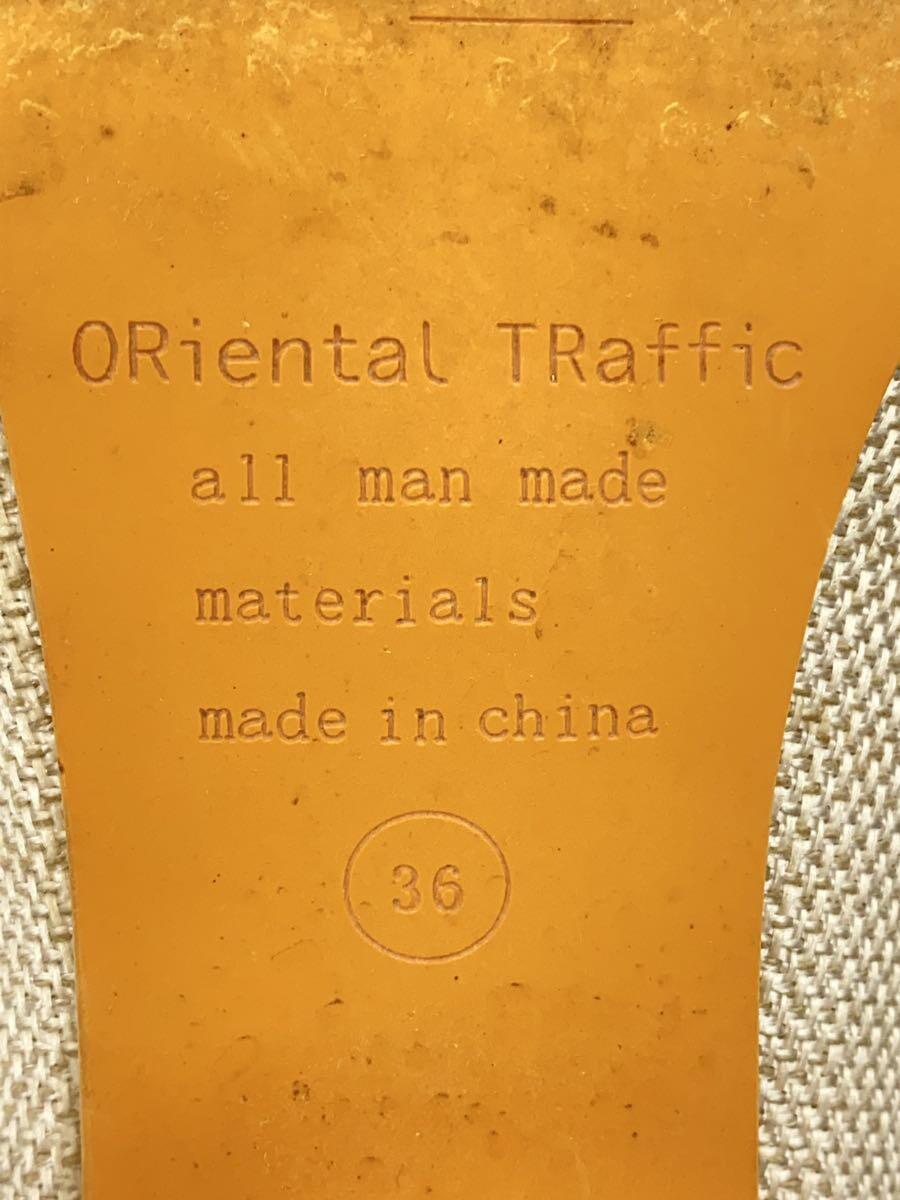 ORiental TRaffic
all man made
materials
made in china
36